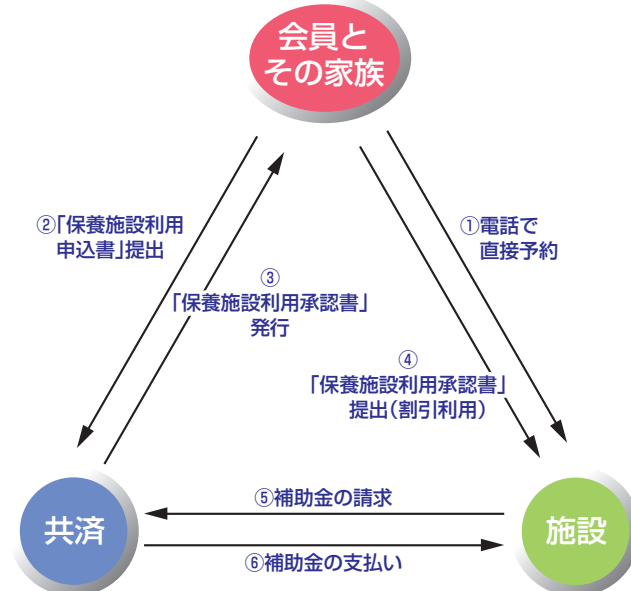 会員と
その家族
②「保養施設利用
申込書」提出
①電話で
直接予約
③
「保養施設利用承認書」
発行
④
「保養施設利用承認書」
提出(割引利用)
共済
⑤補助金の請求
⑥補助金の支払い
施設